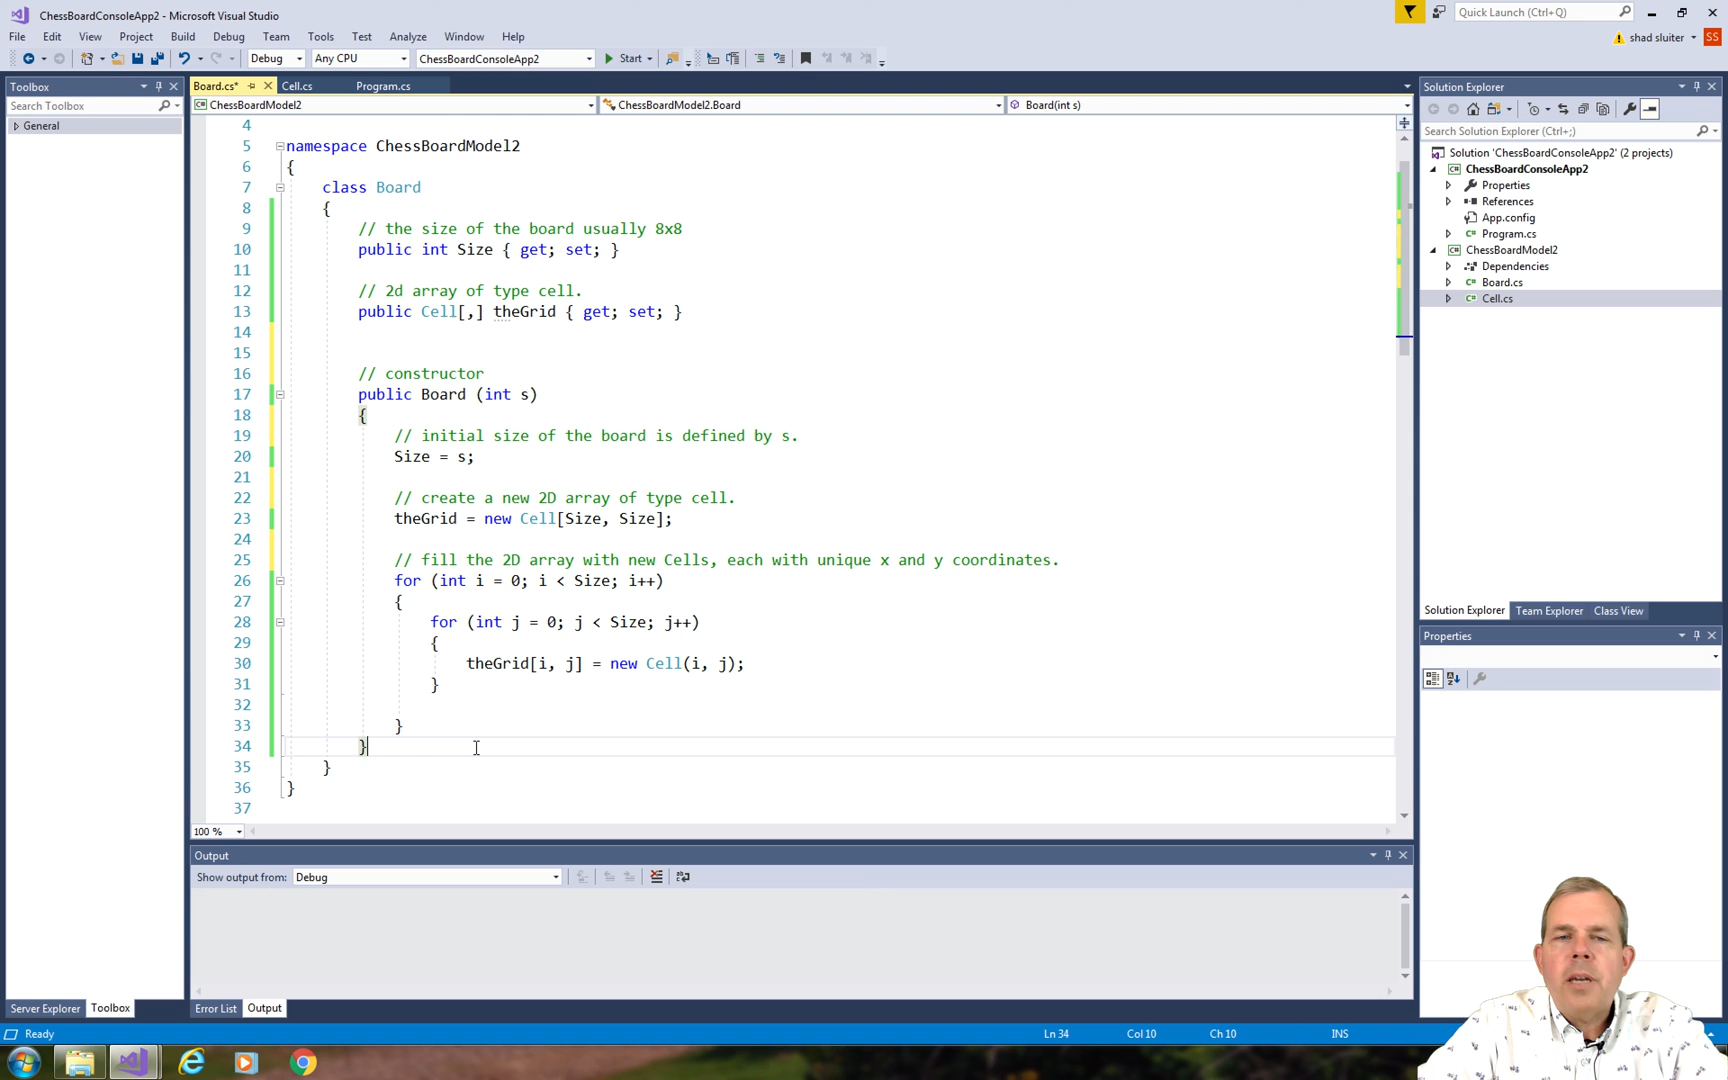 ChessBoardConsoleApp2 - Microsoft Visual Studio
Quick Launch (Ctrl+Q)
File Edit View Project Build Debug Team Tools Test Analyze Window Help
shad sluiter SS
Debug Any CPU ChessBoardConsoleApp2 Start
Toolbox
Search Toolbox
General
Board.cs* Cell.cs Program.cs
ChessBoardModel2 ChessBoardModel2.Board Board(int s)
4
5 namespace ChessBoardModel2
6 {
7 class Board
8 {
9 // the size of the board usually 8x8
10 public int Size { get; set; }
11
12 // 2d array of type cell.
13 public Cell[,] theGrid { get; set; }
14
15
16 // constructor
17 public Board (int s)
18 {
19 // initial size of the board is defined by s.
20 Size = s;
21
22 // create a new 2D array of type cell.
23 theGrid = new Cell[Size, Size];
24
25 // fill the 2D array with new Cells, each with unique x and y coordinates.
26 for (int i = 0; i < Size; i++)
27 {
28 for (int j = 0; j < Size; j++)
29 {
30 theGrid[i, j] = new Cell(i, j);
31 }
32
33 }
34 }
35 }
36 }
37
100 %
Output
Show output from: Debug
Server Explorer Toolbox
Error List Output
Solution Explorer
Search Solution Explorer (Ctrl+;)
Solution 'ChessBoardConsoleApp2' (2 projects)
ChessBoardConsoleApp2
Properties
References
App.config
Program.cs
ChessBoardModel2
Dependencies
Board.cs
Cell.cs
Solution Explorer Team Explorer Class View
Properties
Ready Ln 34 Col 10 Ch 10 INS